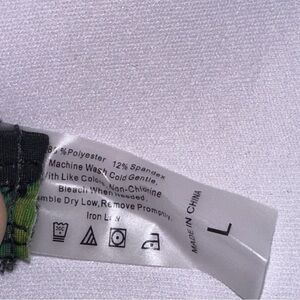 %Polyester 12% Spandex
Machine Wash Cold Gentle,
With Like Colors, Non-Chlorine
Bleach When Needed,
Tumble Dry Low, Remove Promptly,
Iron Low
MADE IN CHINA
L